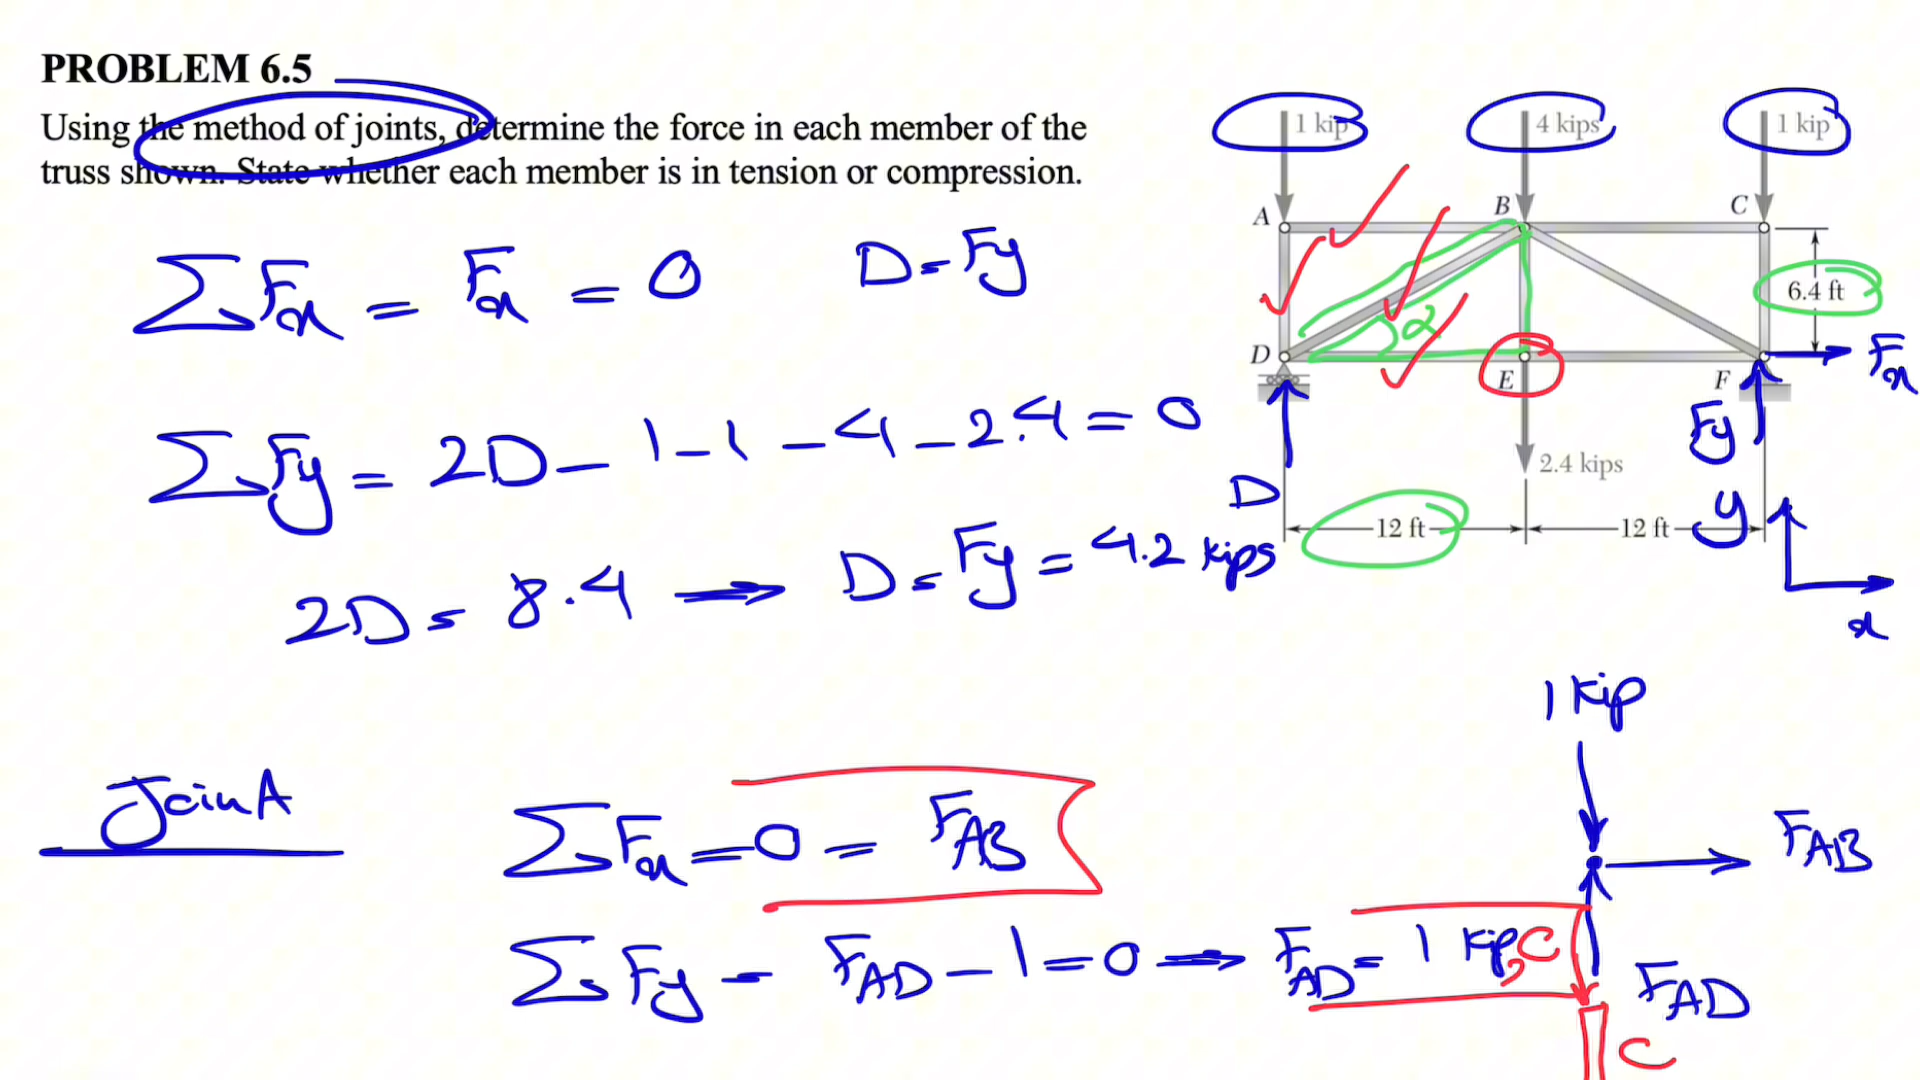 PROBLEM 6.5
Using the method of joints, determine the force in each member of the
truss shown. State whether each member is in tension or compression.
1 kip
4 kips
1 kip
A
B
C
6.4 ft
α
D
E
F
Fx
Fy
D
2.4 kips
12 ft
12 ft
y
x
ΣFx = Fx = 0
D = Fy
ΣFy = 2D - 1 - 1 - 4 - 2.4 = 0
2D = 8.4 → D = Fy = 4.2 kips
1 kip
Join A
ΣFx = 0 = FAB
FAB
ΣFy = FAD - 1 = 0 → FAD = 1 kip, C
FAD
C